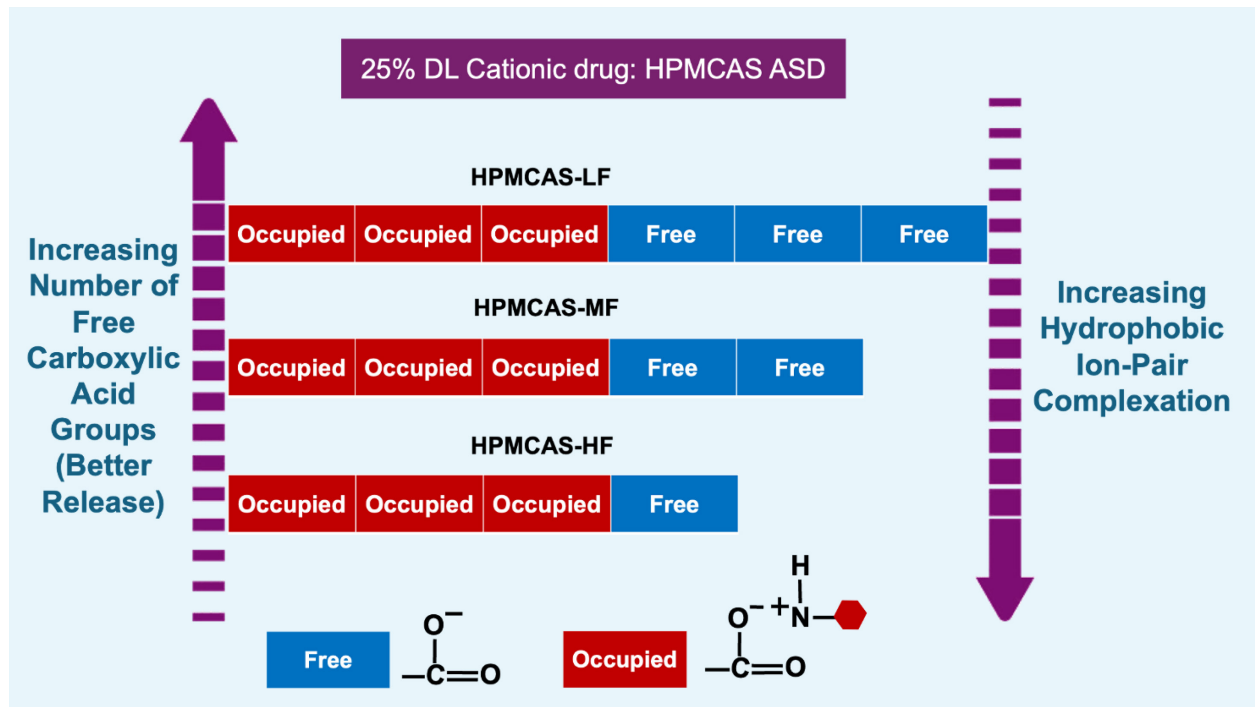 25% DL Cationic drug: HPMCAS ASD
Increasing
Number of
Free
Carboxylic
Acid
Groups
(Better
Release)
HPMCAS-LF
Occupied Occupied Occupied Free Free Free
HPMCAS-MF
Occupied Occupied Occupied Free Free
HPMCAS-HF
Occupied Occupied Occupied Free
Increasing
Hydrophobic
Ion-Pair
Complexation
Free
O−
−C=O
Occupied
H
O− +N−
−C=O